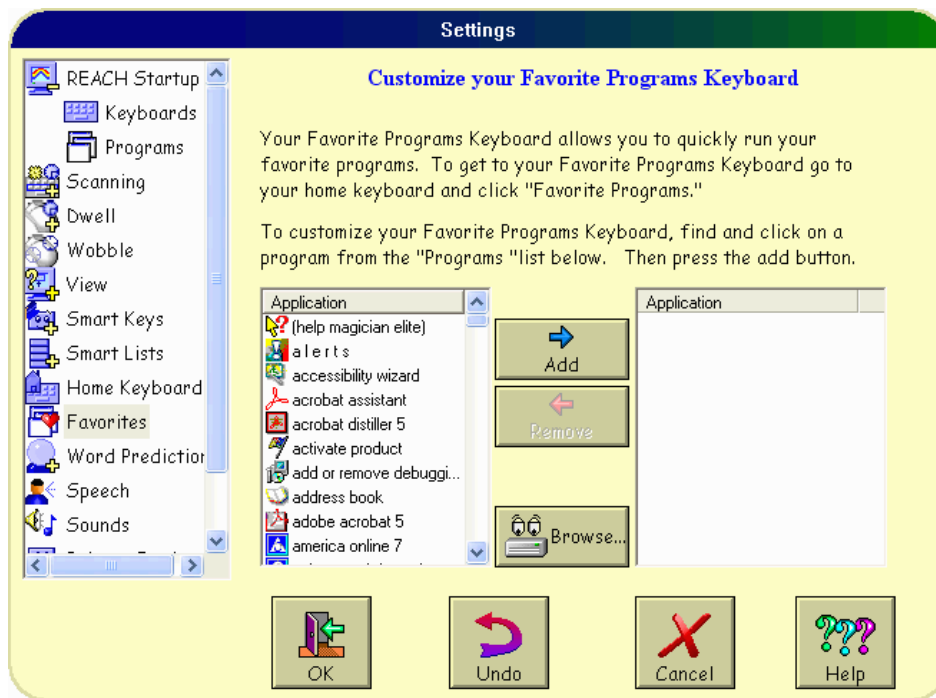 Settings
REACH Startup
Keyboards
Programs
Scanning
Dwell
Wobble
View
Smart Keys
Smart Lists
Home Keyboard
Favorites
Word Prediction
Speech
Sounds
Customize your Favorite Programs Keyboard
Your Favorite Programs Keyboard allows you to quickly run your
favorite programs. To get to your Favorite Programs Keyboard go to
your home keyboard and click "Favorite Programs."
To customize your Favorite Programs Keyboard, find and click on a
program from the "Programs "list below. Then press the add button.
Application
(help magician elite)
a l e r t s
accessibility wizard
acrobat assistant
acrobat distiller 5
activate product
add or remove debuggi...
address book
adobe acrobat 5
america online 7
Add
Remove
Browse...
Application
OK
Undo
Cancel
Help